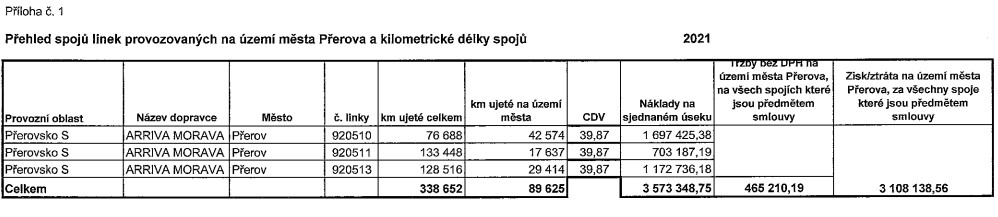 Příloha č. 1
Přehled spojů linek provozovaných na území města Přerova a kilometrické délky spojů 2021
Provozní oblast Název dopravce Město č. linky km ujeté celkem km ujeté na území města CDV Náklady na sjednaném úseku Tržby bez DPH na území města Přerova, na všech spojích které jsou předmětem smlouvy Zisk/ztráta na území města Přerova, za všechny spoje které jsou předmětem smlouvy
Přerovsko S ARRIVA MORAVA Přerov 920510 76 688 42 574 39,87 1 697 425,38
Přerovsko S ARRIVA MORAVA Přerov 920511 133 448 17 637 39,87 703 187,19
Přerovsko S ARRIVA MORAVA Přerov 920513 128 516 29 414 39,87 1 172 736,18
Celkem 338 652 89 625 3 573 348,75 465 210,19 3 108 138,56